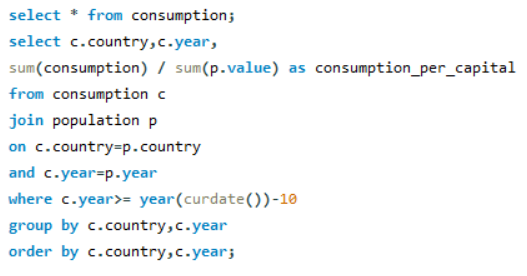 select * from consumption;
select c.country,c.year,
sum(consumption) / sum(p.value) as consumption_per_capital
from consumption c
join population p
on c.country=p.country
and c.year=p.year
where c.year>= year(curdate())-10
group by c.country,c.year
order by c.country,c.year;